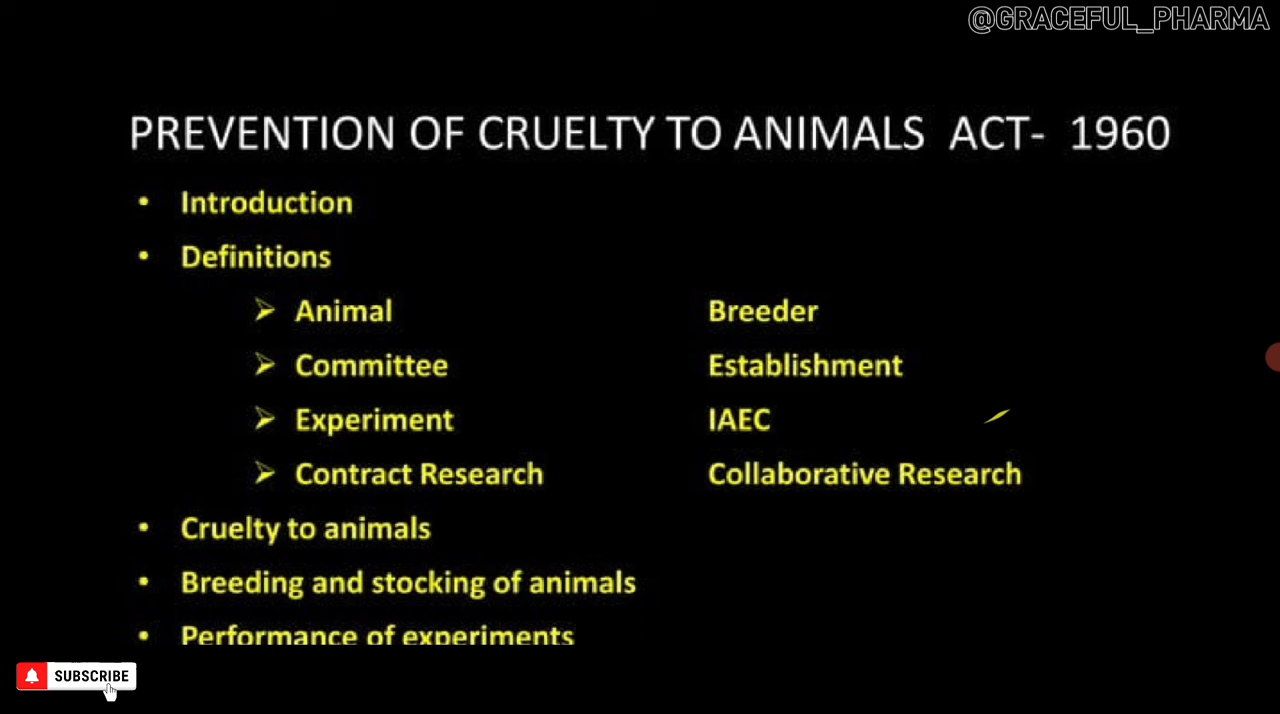 @GRACEFUL_PHARMA
PREVENTION OF CRUELTY TO ANIMALS ACT- 1960
• Introduction
• Definitions
➢ Animal Breeder
➢ Committee Establishment
➢ Experiment IAEC
➢ Contract Research Collaborative Research
• Cruelty to animals
• Breeding and stocking of animals
• Performance of experiments
SUBSCRIBE